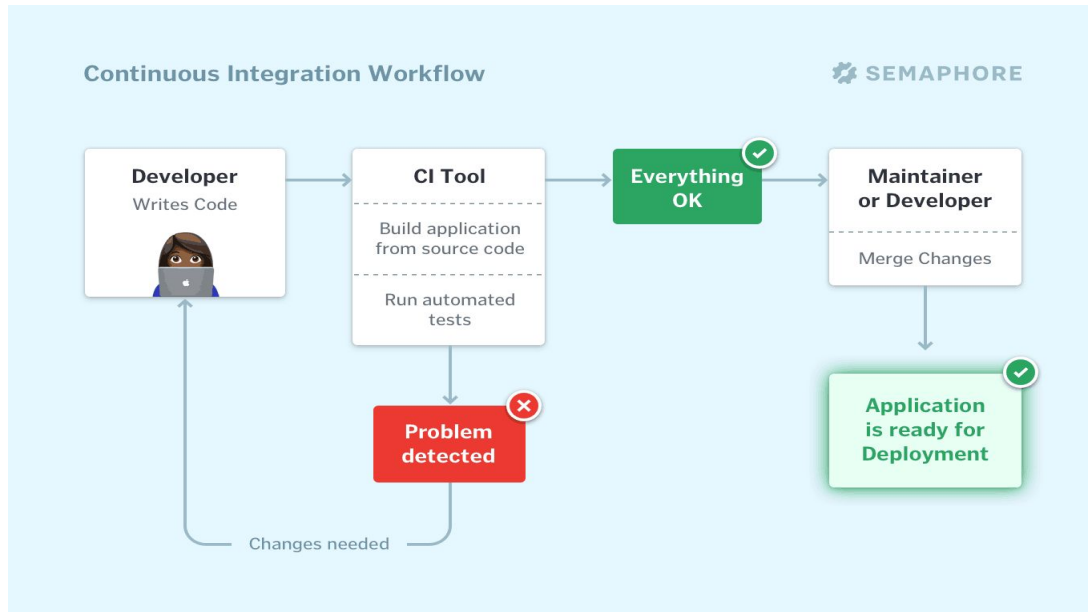 Continuous Integration Workflow
SEMAPHORE
Developer
Writes Code
CI Tool
Build application
from source code
Run automated
tests
Everything
OK
Maintainer
or Developer
Merge Changes
Problem
detected
Application
is ready for
Deployment
Changes needed